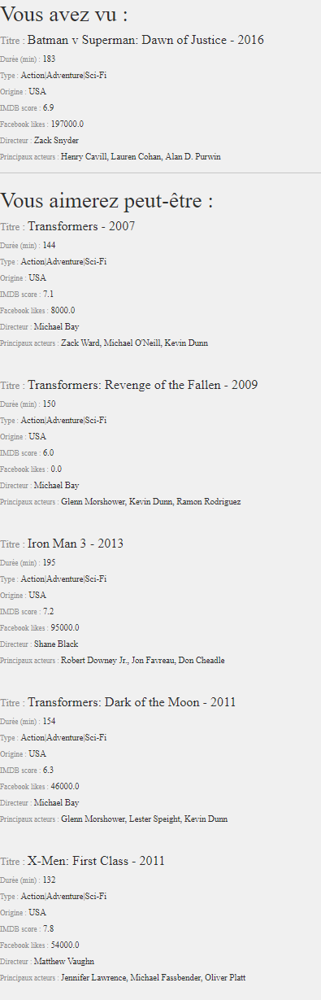 Vous avez vu :
Titre : Batman v Superman: Dawn of Justice - 2016
Durée (min) : 183
Type : Action|Adventure|Sci-Fi
Origine : USA
IMDB score : 6.9
Facebook likes : 197000.0
Directeur : Zack Snyder
Principaux acteurs : Henry Cavill, Lauren Cohan, Alan D. Purwin
Vous aimerez peut-être :
Titre : Transformers - 2007
Durée (min) : 144
Type : Action|Adventure|Sci-Fi
Origine : USA
IMDB score : 7.1
Facebook likes : 8000.0
Directeur : Michael Bay
Principaux acteurs : Zack Ward, Michael O'Neill, Kevin Dunn
Titre : Transformers: Revenge of the Fallen - 2009
Durée (min) : 150
Type : Action|Adventure|Sci-Fi
Origine : USA
IMDB score : 6.0
Facebook likes : 0.0
Directeur : Michael Bay
Principaux acteurs : Glenn Morshower, Kevin Dunn, Ramon Rodriguez
Titre : Iron Man 3 - 2013
Durée (min) : 195
Type : Action|Adventure|Sci-Fi
Origine : USA
IMDB score : 7.2
Facebook likes : 95000.0
Directeur : Shane Black
Principaux acteurs : Robert Downey Jr., Jon Favreau, Don Cheadle
Titre : Transformers: Dark of the Moon - 2011
Durée (min) : 154
Type : Action|Adventure|Sci-Fi
Origine : USA
IMDB score : 6.3
Facebook likes : 46000.0
Directeur : Michael Bay
Principaux acteurs : Glenn Morshower, Lester Speight, Kevin Dunn
Titre : X-Men: First Class - 2011
Durée (min) : 132
Type : Action|Adventure|Sci-Fi
Origine : USA
IMDB score : 7.8
Facebook likes : 54000.0
Directeur : Matthew Vaughn
Principaux acteurs : Jennifer Lawrence, Michael Fassbender, Oliver Platt